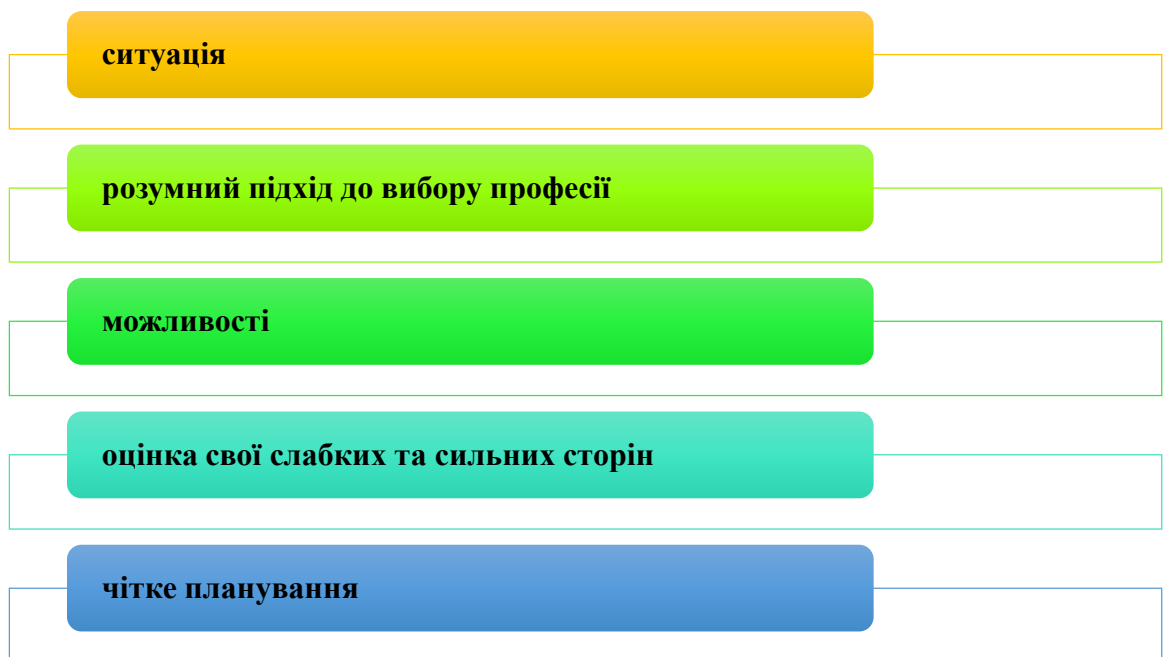 ситуація
розумний підхід до вибору професії
можливості
оцінка свої слабких та сильних сторін
чітке планування